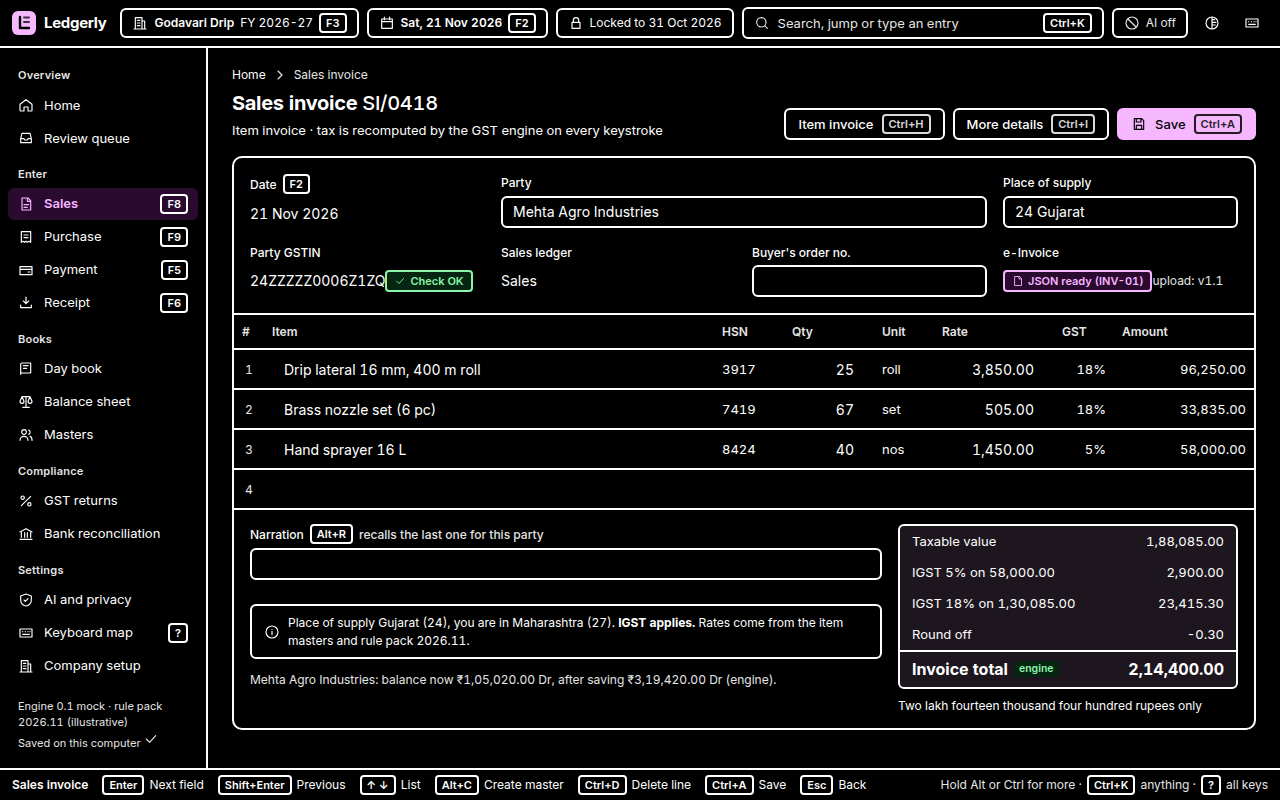 Ledgerly
Godavari Drip FY 2026-27 F3
Sat, 21 Nov 2026 F2
Locked to 31 Oct 2026
Search, jump or type an entry Ctrl+K
AI off
Overview
Home
Review queue
Enter
Sales F8
Purchase F9
Payment F5
Receipt F6
Books
Day book
Balance sheet
Masters
Compliance
GST returns
Bank reconciliation
Settings
AI and privacy
Keyboard map ?
Company setup
Engine 0.1 mock · rule pack
2026.11 (illustrative)
Saved on this computer
Home Sales invoice
Sales invoice SI/0418
Item invoice · tax is recomputed by the GST engine on every keystroke
Item invoice Ctrl+H
More details Ctrl+I
Save Ctrl+A
Date F2 Party Place of supply
21 Nov 2026 Mehta Agro Industries 24 Gujarat
Party GSTIN Sales ledger Buyer's order no. e-Invoice
24ZZZZZ0006Z1ZQ Check OK Sales JSON ready (INV-01) upload: v1.1
# Item HSN Qty Unit Rate GST Amount
1 Drip lateral 16 mm, 400 m roll 3917 25 roll 3,850.00 18% 96,250.00
2 Brass nozzle set (6 pc) 7419 67 set 505.00 18% 33,835.00
3 Hand sprayer 16 L 8424 40 nos 1,450.00 5% 58,000.00
4
Narration Alt+R recalls the last one for this party
Place of supply Gujarat (24), you are in Maharashtra (27). IGST applies. Rates come from the item
masters and rule pack 2026.11.
Mehta Agro Industries: balance now ₹1,05,020.00 Dr, after saving ₹3,19,420.00 Dr (engine).
Taxable value 1,88,085.00
IGST 5% on 58,000.00 2,900.00
IGST 18% on 1,30,085.00 23,415.30
Round off -0.30
Invoice total engine 2,14,400.00
Two lakh fourteen thousand four hundred rupees only
Sales invoice Enter Next field Shift+Enter Previous ↑↓ List Alt+C Create master Ctrl+D Delete line Ctrl+A Save Esc Back Hold Alt or Ctrl for more · Ctrl+K anything · ? all keys